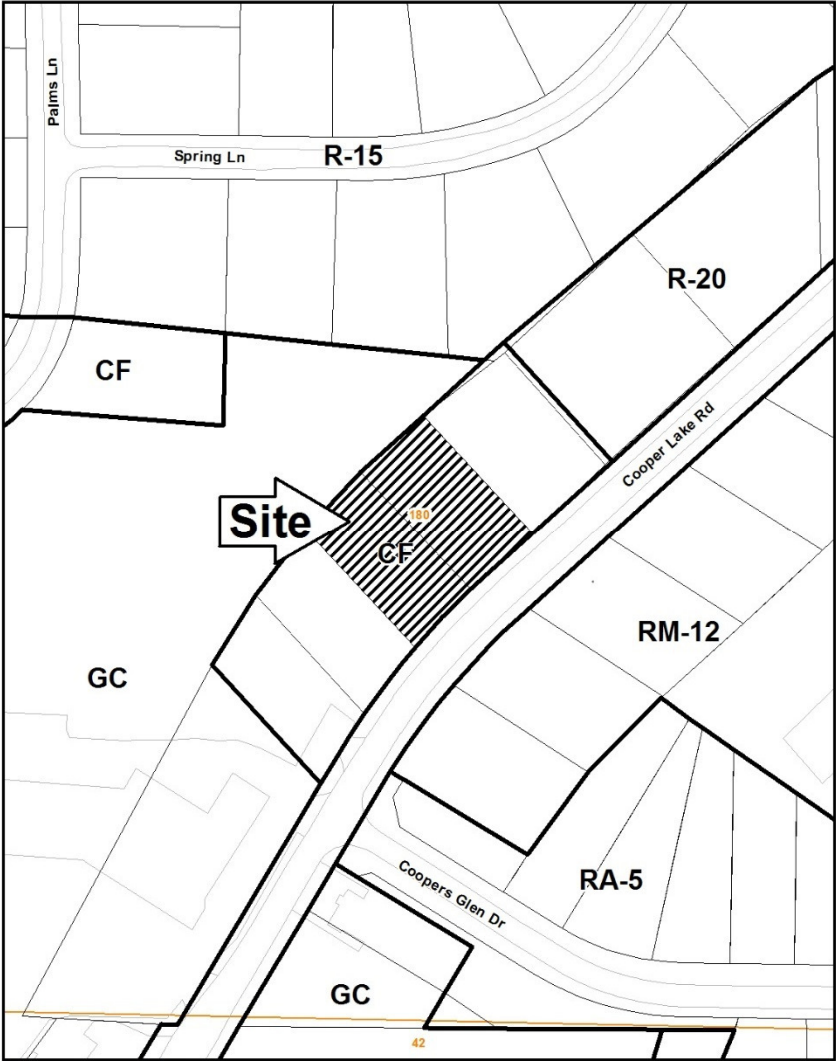 Palms Ln
Spring Ln
R-15
R-20
CF
Cooper Lake Rd
Site
180
CF
RM-12
GC
Coopers Glen Dr
RA-5
GC
42